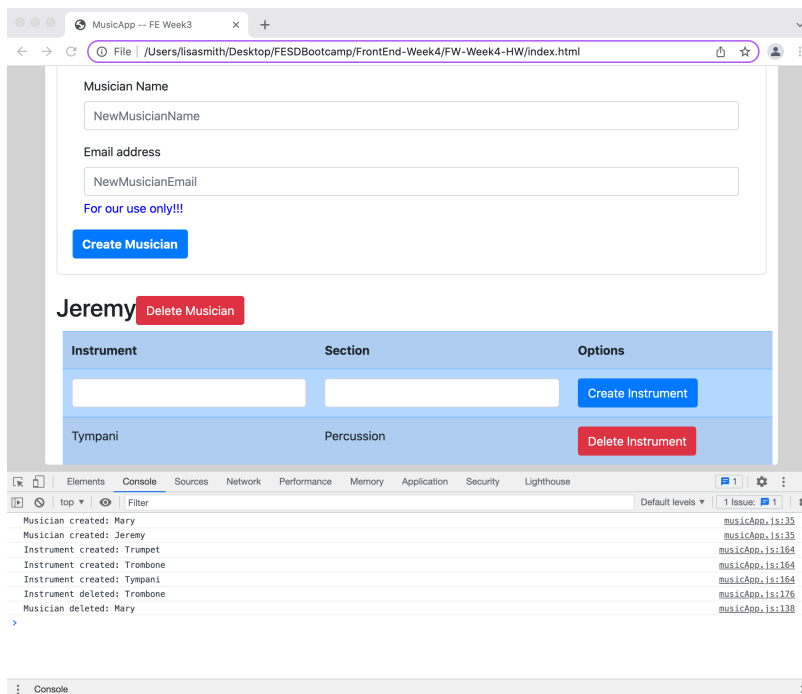 MusicApp -- FE Week3
File /Users/lisasmith/Desktop/FESDBootcamp/FrontEnd-Week4/FW-Week4-HW/index.html
Musician Name
NewMusicianName
Email address
NewMusicianEmail
For our use only!!!
Create Musician
Jeremy Delete Musician
Instrument Section Options
Create Instrument
Tympani Percussion Delete Instrument
Elements Console Sources Network Performance Memory Application Security Lighthouse 1
top Filter Default levels 1 Issue: 1
Musician created: Mary musicApp.js:35
Musician created: Jeremy musicApp.js:35
Instrument created: Trumpet musicApp.js:164
Instrument created: Trombone musicApp.js:164
Instrument created: Tympani musicApp.js:164
Instrument deleted: Trombone musicApp.js:176
Musician deleted: Mary musicApp.js:138
Console